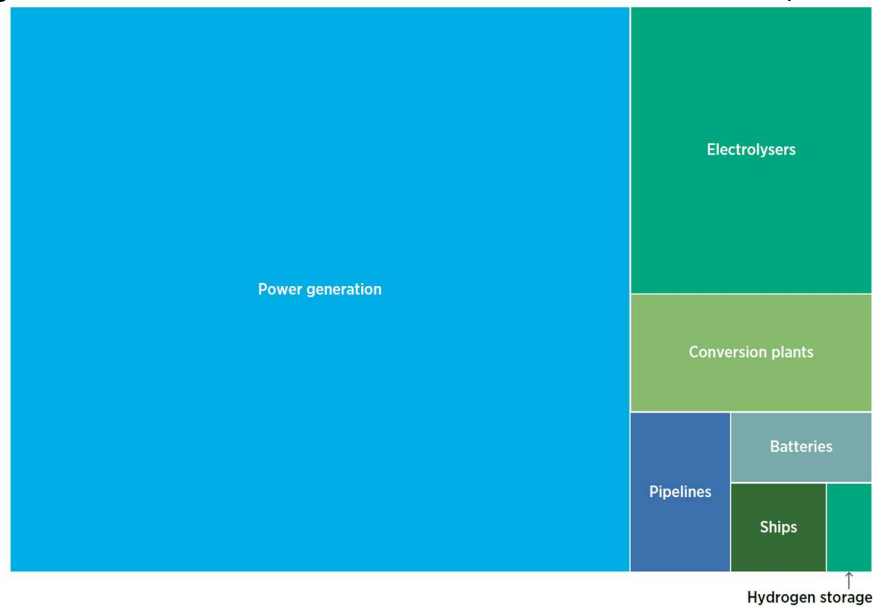 Electrolysers
Power generation
Conversion plants
Batteries
Pipelines
Ships
Hydrogen storage